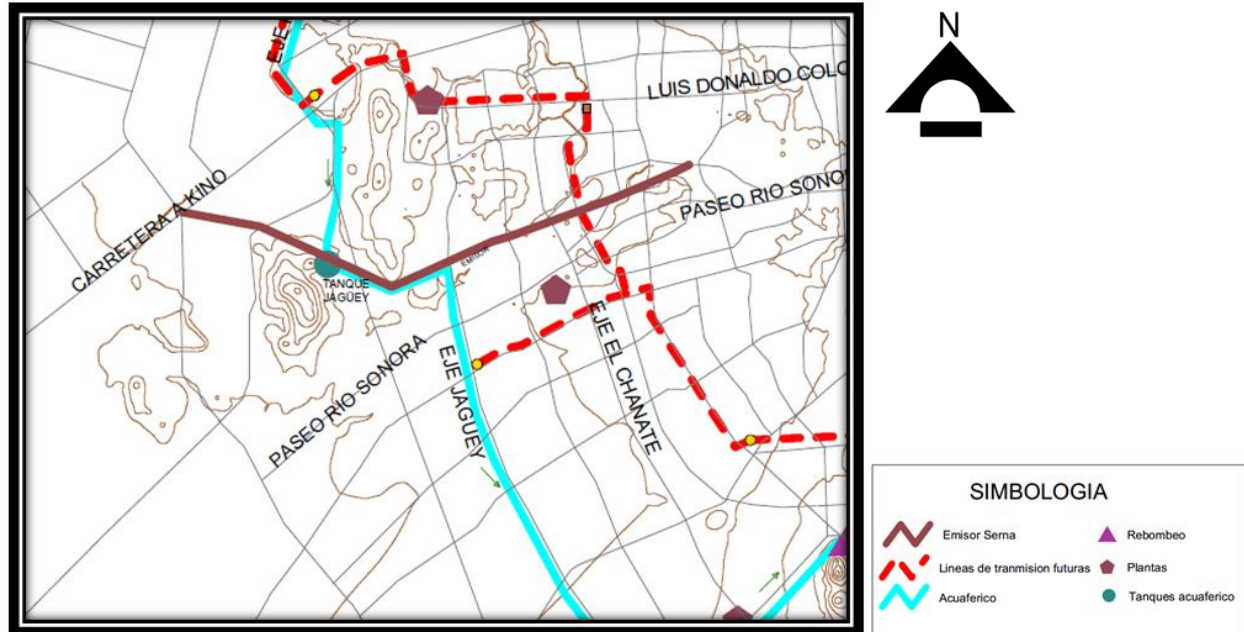 EJE
LUIS DONALDO COLO
CARRETERA A KINO
PASEO RIO SONO
EMISOR
TANQUE
JAGÜEY
PASEO RIO SONORA
EJE JAGUEY
EJE EL CHANATE
N
SIMBOLOGIA
Emisor Serna
Rebombeo
Lineas de tranmision futuras
Plantas
Acuaferico
Tanques acuaferico